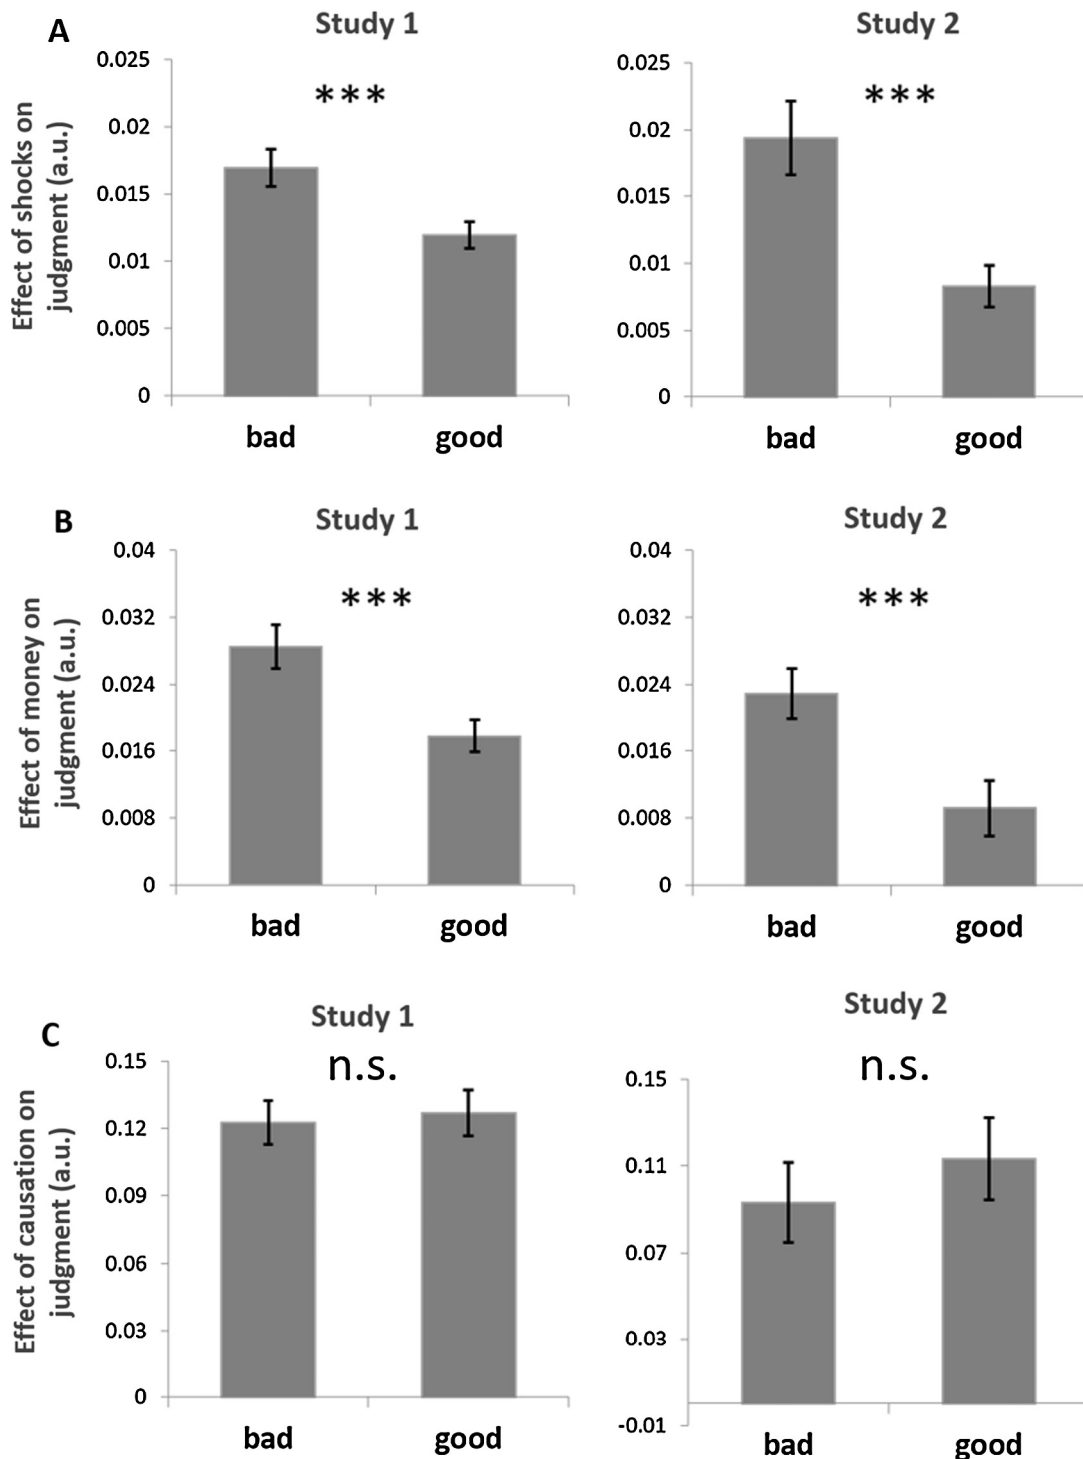 A
Study 1
Study 2
Effect of shocks on
judgment (a.u.)
0.025
0.02
0.015
0.01
0.005
0
***
bad
good
0.025
0.02
0.015
0.01
0.005
0
***
bad
good
B
Study 1
Study 2
Effect of money on
judgment (a.u.)
0.04
0.032
0.024
0.016
0.008
0
***
bad
good
0.04
0.032
0.024
0.016
0.008
0
***
bad
good
C
Study 1
Study 2
Effect of causation on
judgment (a.u.)
0.15
0.12
0.09
0.06
0.03
0
n.s.
bad
good
0.15
0.11
0.07
0.03
-0.01
n.s.
bad
good